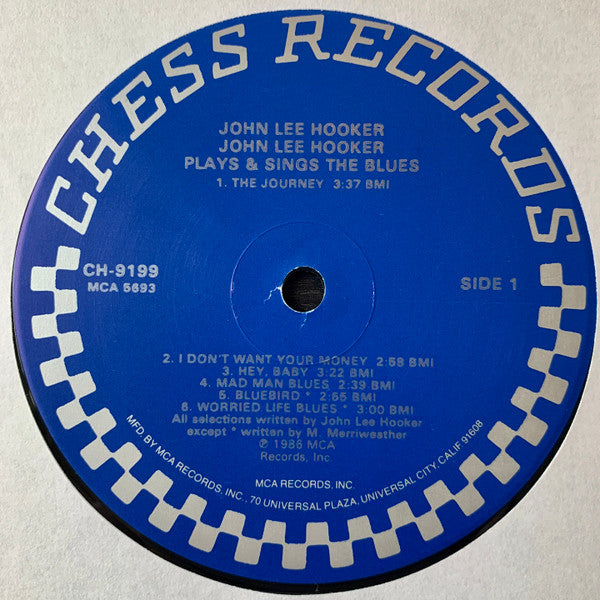 CHESS RECORDS
JOHN LEE HOOKER
JOHN LEE HOOKER
PLAYS & SINGS THE BLUES
1. THE JOURNEY 3:37 BMI
CH-9199
MCA 5693
SIDE 1
2. I DON'T WANT YOUR MONEY 2:58 BMI
3. HEY, BABY 3:22 BMI
4. MAD MAN BLUES 2:39 BMI
5. BLUEBIRD * 2:55 BMI
6. WORRIED LIFE BLUES * 3:00 BMI
All selections written by John Lee Hooker
except * written by M. Merriweather
℗ 1986 MCA
Records, Inc.
MCA RECORDS, INC.
MFD. BY MCA RECORDS, INC., 70 UNIVERSAL PLAZA, UNIVERSAL CITY, CALIF. 91608